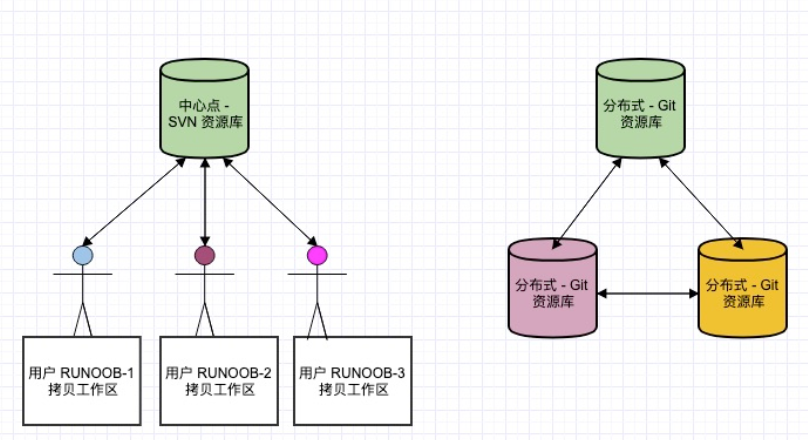 中心点 -
SVN 资源库
分布式 - Git
资源库
分布式 - Git
资源库
分布式 - Git
资源库
用户 RUNOOB-1
拷贝工作区
用户 RUNOOB-2
拷贝工作区
用户 RUNOOB-3
拷贝工作区